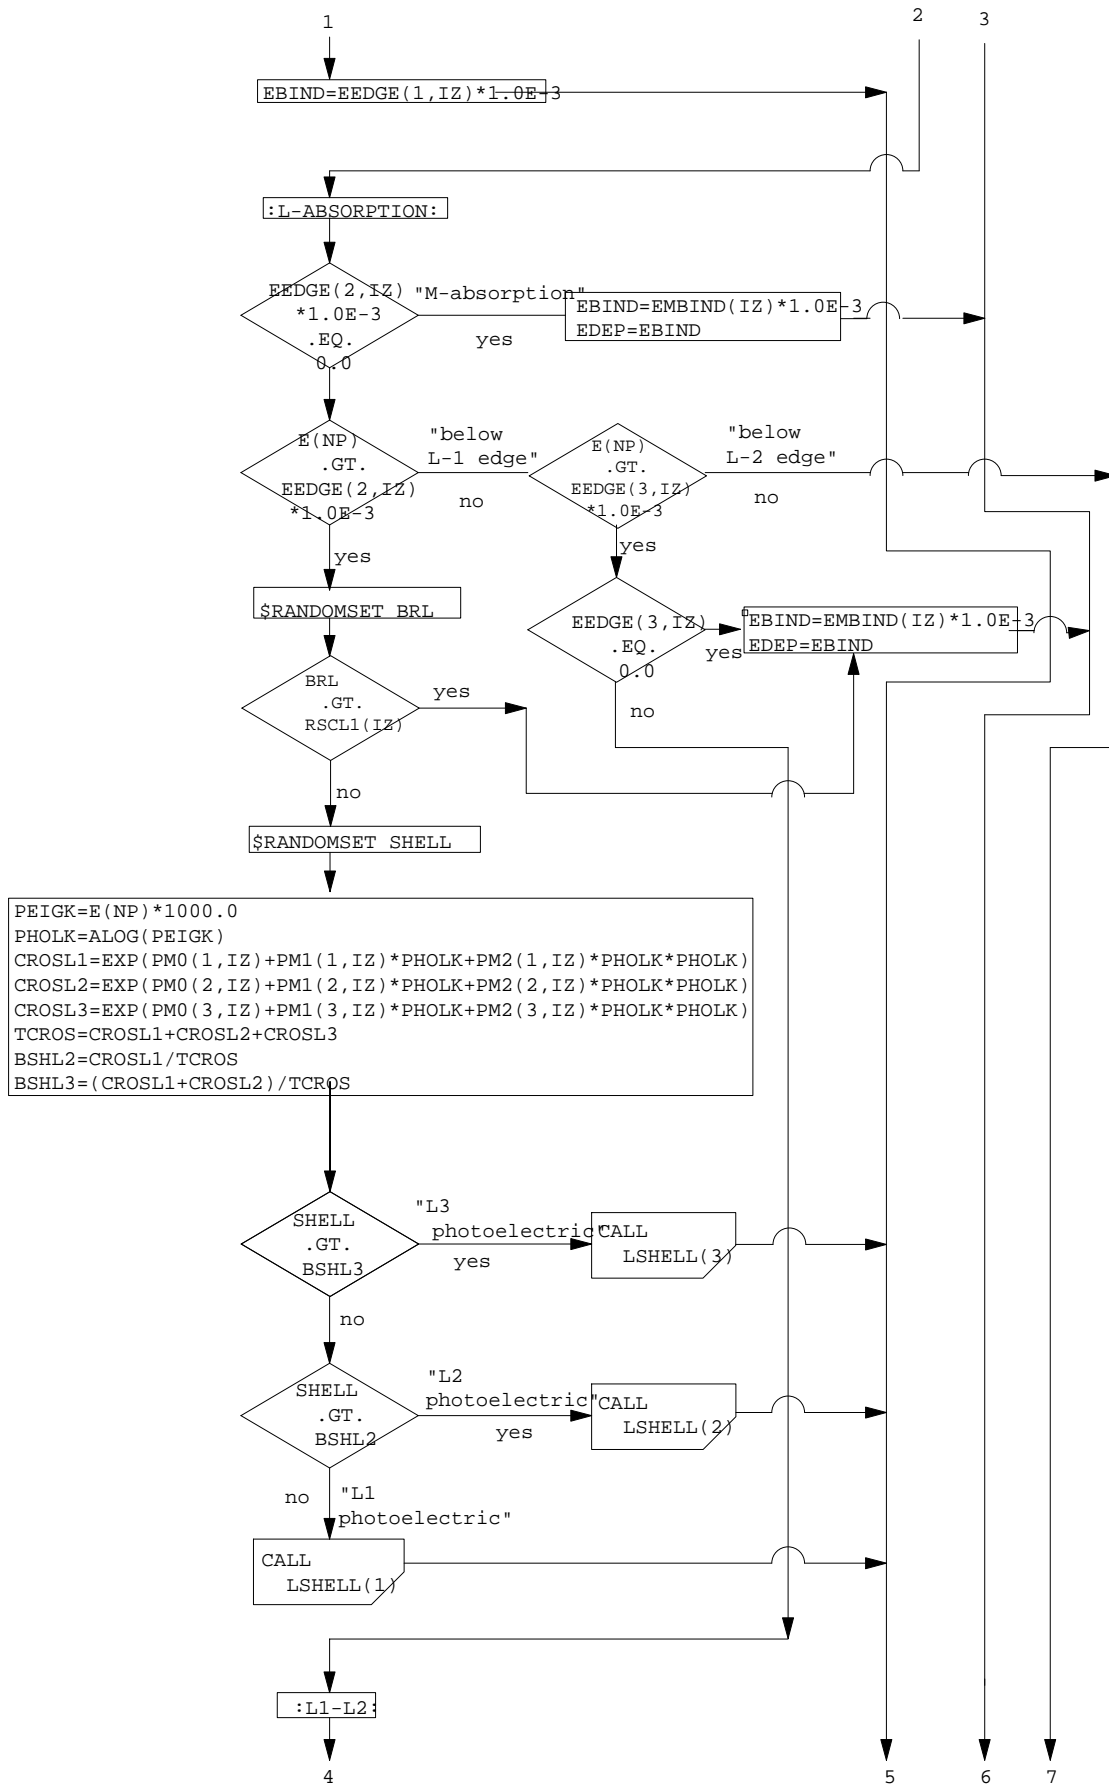 1
2
3
EBIND=EEDGE(1,IZ)*1.0E-3
:L-ABSORPTION:
EEDGE(2,IZ)
*1.0E-3
.EQ.
0.0
"M-absorption"
yes
EBIND=EMBIND(IZ)*1.0E-3
EDEP=EBIND
E(NP)
.GT.
EEDGE(2,IZ)
*1.0E-3
"below
L-1 edge"
no
E(NP)
.GT.
EEDGE(3,IZ)
*1.0E-3
"below
L-2 edge"
no
yes
yes
$RANDOMSET BRL
EEDGE(3,IZ)
.EQ.
0.0
yes
EBIND=EMBIND(IZ)*1.0E-3
EDEP=EBIND
no
BRL
.GT.
RSCL1(IZ)
yes
no
$RANDOMSET SHELL
PEIGK=E(NP)*1000.0
PHOLK=ALOG(PEIGK)
CROSL1=EXP(PM0(1,IZ)+PM1(1,IZ)*PHOLK+PM2(1,IZ)*PHOLK*PHOLK)
CROSL2=EXP(PM0(2,IZ)+PM1(2,IZ)*PHOLK+PM2(2,IZ)*PHOLK*PHOLK)
CROSL3=EXP(PM0(3,IZ)+PM1(3,IZ)*PHOLK+PM2(3,IZ)*PHOLK*PHOLK)
TCROS=CROSL1+CROSL2+CROSL3
BSHL2=CROSL1/TCROS
BSHL3=(CROSL1+CROSL2)/TCROS
SHELL
.GT.
BSHL3
"L3
photoelectric"
yes
CALL
LSHELL(3)
no
SHELL
.GT.
BSHL2
"L2
photoelectric"
yes
CALL
LSHELL(2)
no
"L1
photoelectric"
CALL
LSHELL(1)
:L1-L2:
4
5
6
7